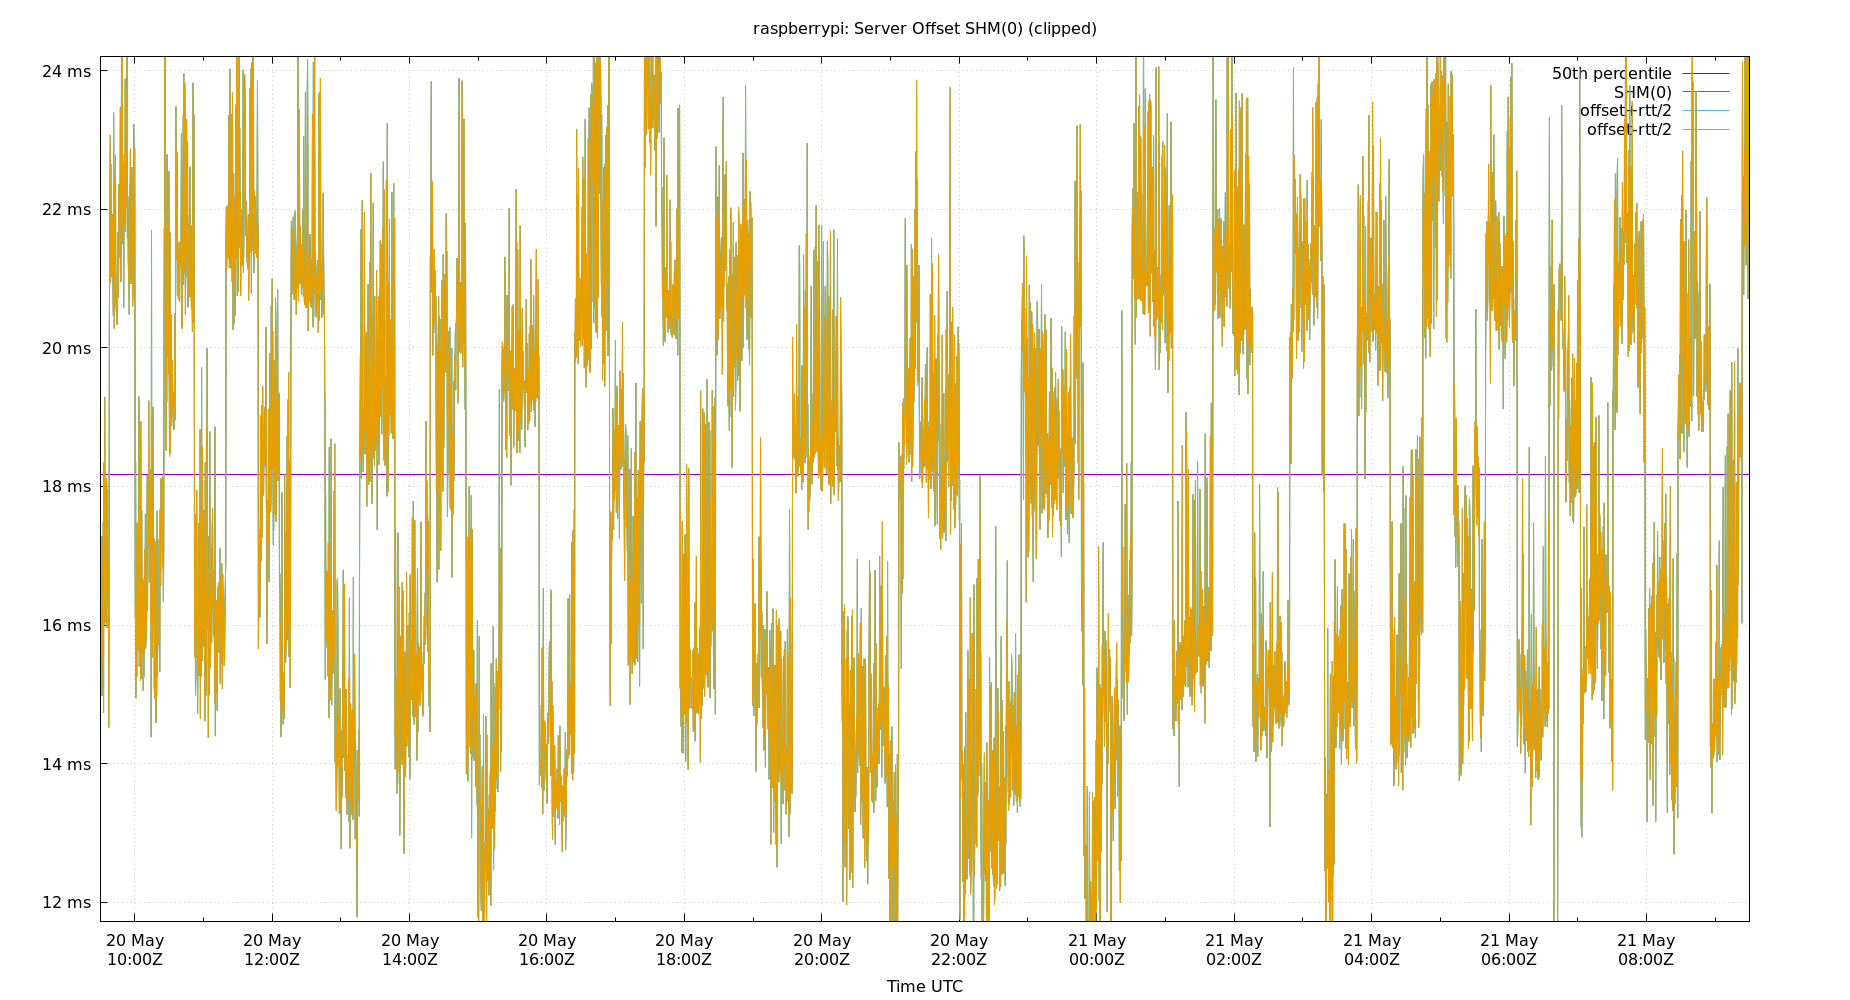 raspberrypi: Server Offset SHM(0) (clipped)
24 ms
22 ms
20 ms
18 ms
16 ms
14 ms
12 ms
50th percentile
SHM(0)
offset+rtt/2
offset-rtt/2
20 May 20 May 20 May 20 May 20 May 20 May 20 May 21 May 21 May 21 May 21 May 21 May
10:00Z 12:00Z 14:00Z 16:00Z 18:00Z 20:00Z 22:00Z 00:00Z 02:00Z 04:00Z 06:00Z 08:00Z
Time UTC